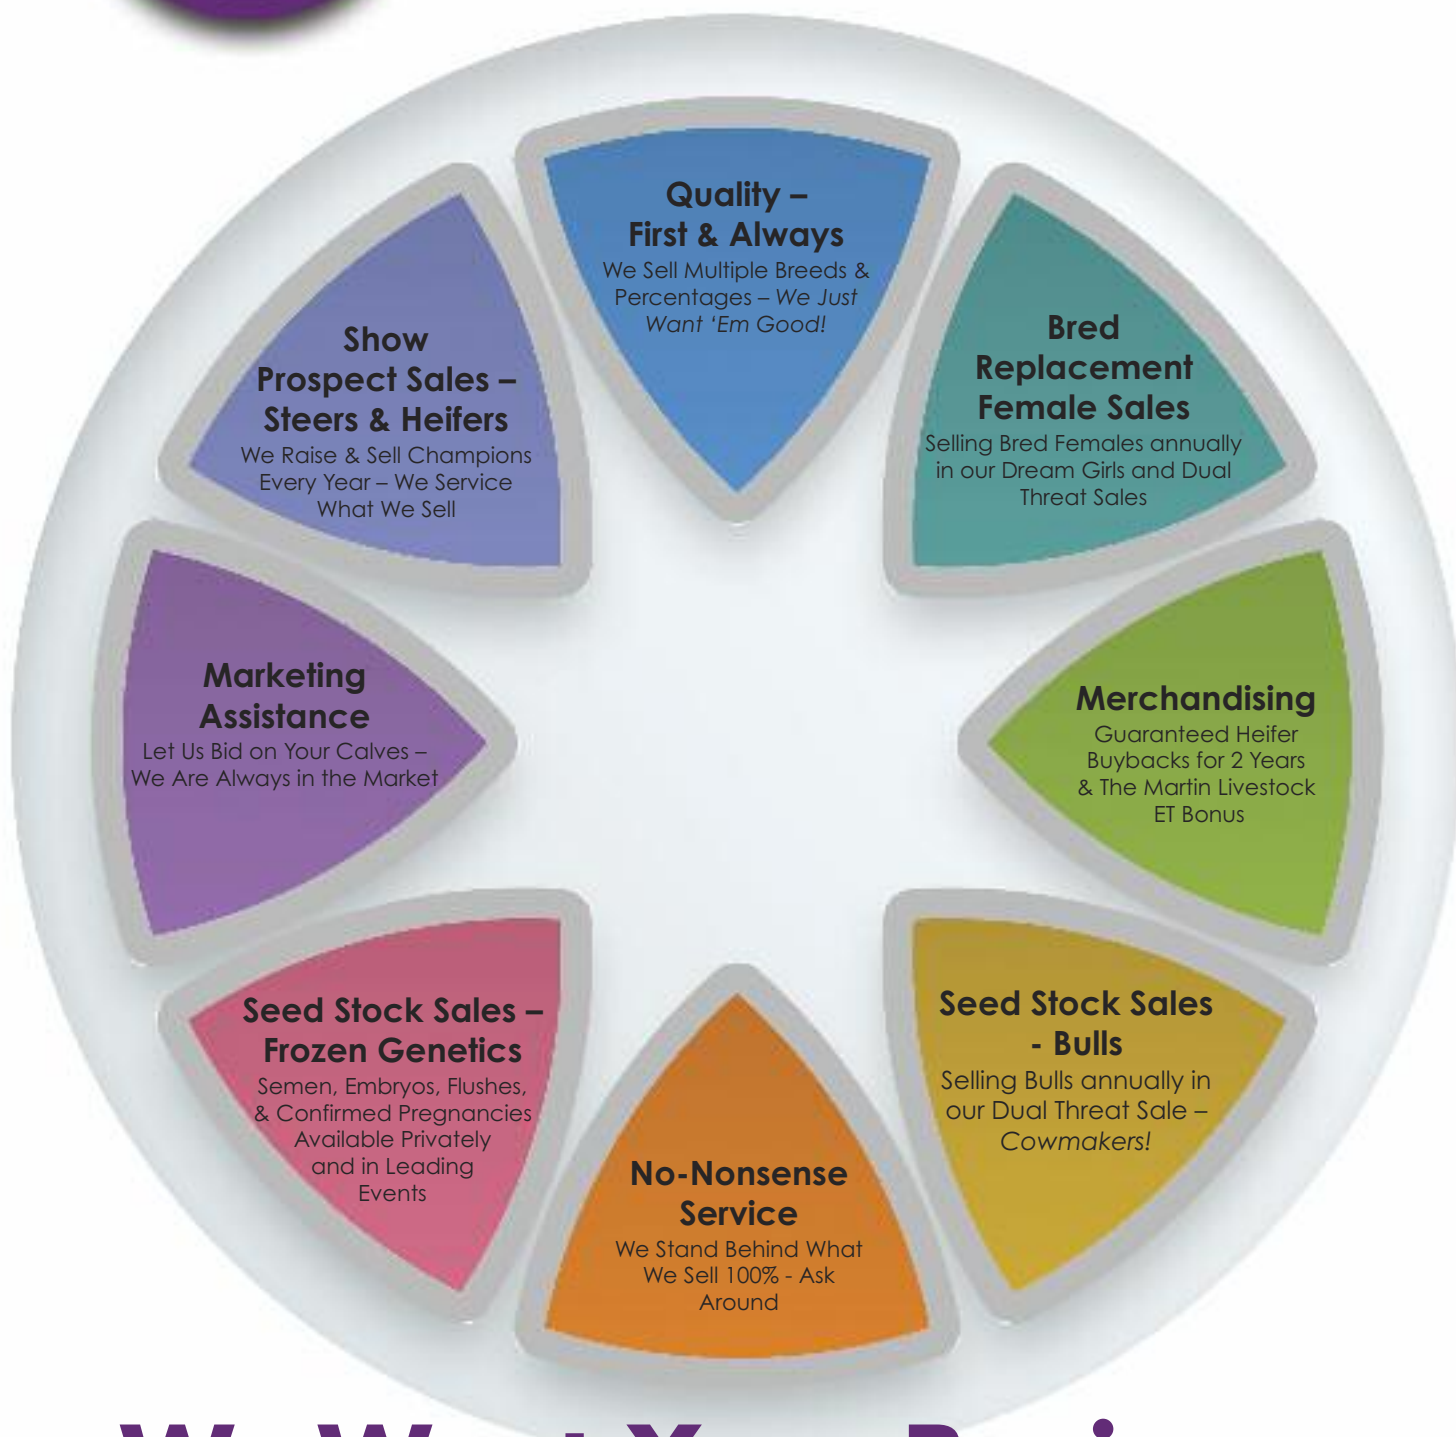 Quality –
First & Always
We Sell Multiple Breeds &
Percentages – We Just
Want ‘Em Good!
Bred
Replacement
Female Sales
Selling Bred Females annually
in our Dream Girls and Dual
Threat Sales
Merchandising
Guaranteed Heifer
Buybacks for 2 Years
& The Martin Livestock
ET Bonus
Seed Stock Sales
- Bulls
Selling Bulls annually in
our Dual Threat Sale –
Cowmakers!
No-Nonsense
Service
We Stand Behind What
We Sell 100% - Ask
Around
Seed Stock Sales –
Frozen Genetics
Semen, Embryos, Flushes,
& Confirmed Pregnancies
Available Privately
and in Leading
Events
Marketing
Assistance
Let Us Bid on Your Calves –
We Are Always in the Market
Show
Prospect Sales –
Steers & Heifers
We Raise & Sell Champions
Every Year – We Service
What We Sell